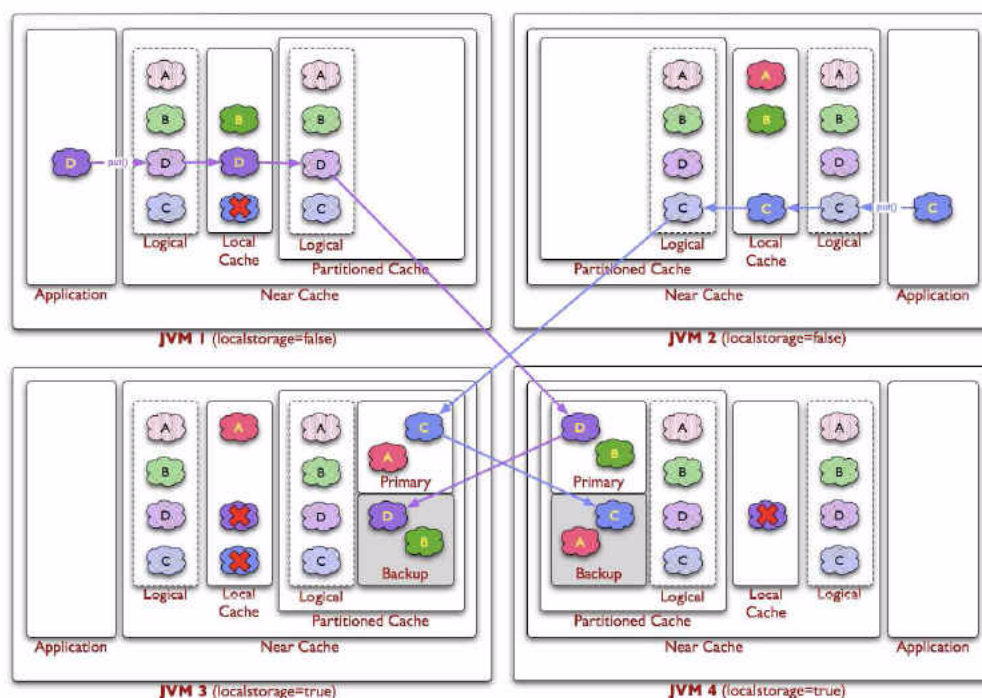 A A A
B B B
D put() D D D
C C
Logical Local Cache Logical
Partitioned Cache
Application Near Cache
JVM 1 (localstorage=false)
A A A
B B B
D D
C C C put() C
Logical Local Cache Logical
Partitioned Cache
Near Cache Application
JVM 2 (localstorage=false)
A A A C
A
B B Primary
D D D
B
C C Backup
Logical Local Cache Logical
Partitioned Cache
Application Near Cache
JVM 3 (localstorage=true)
D A A
B B B
Primary
C D D
A
Backup C C
Logical Local Cache Logical
Partitioned Cache
Near Cache Application
JVM 4 (localstorage=true)